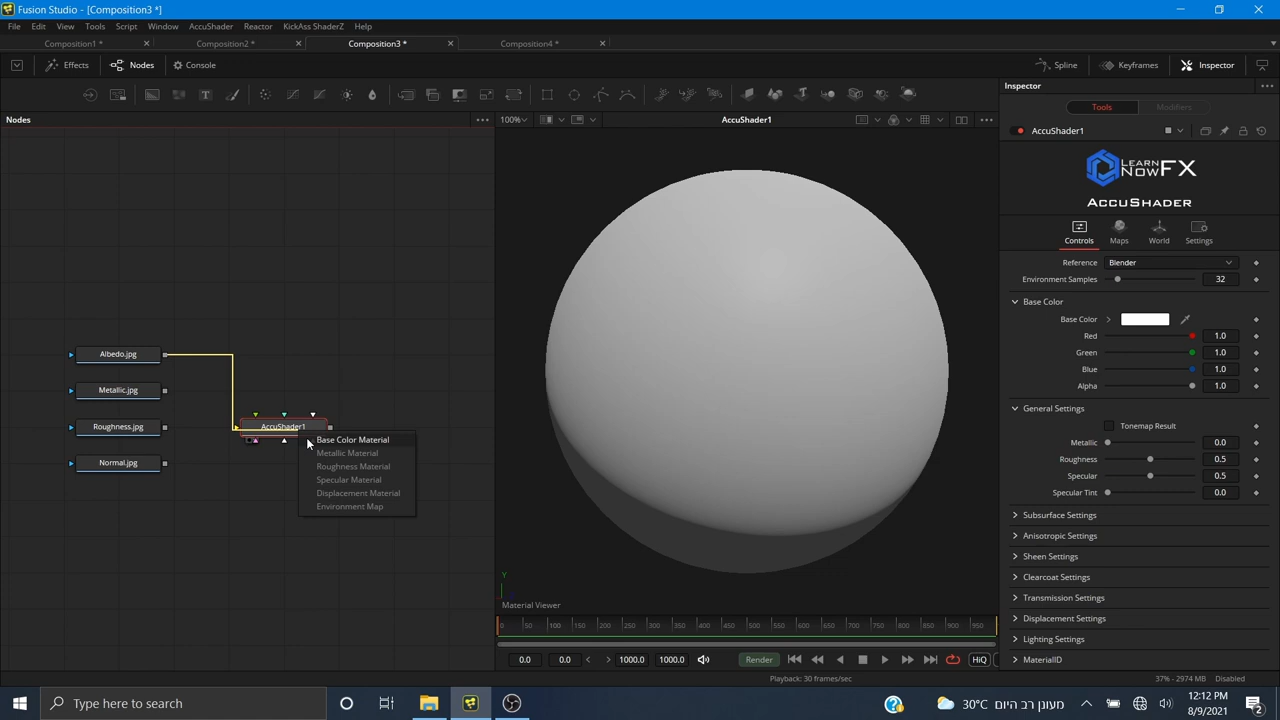 Fusion Studio - [Composition3 *]
File Edit View Tools Script Window AccuShader Reactor KickAss ShaderZ Help
Composition1 * Composition2 * Composition3 * Composition4 *
Effects Nodes Console Spline Keyframes Inspector
Nodes
100%
AccuShader1
Albedo.jpg
Metallic.jpg
Roughness.jpg
Normal.jpg
AccuShader1
Base Color Material
Metallic Material
Roughness Material
Specular Material
Displacement Material
Environment Map
Y
Material Viewer
0 50 100 150 200 250 300 350 400 450 500 550 600 650 700 750 800 850 900 950
0.0 0.0 1000.0 1000.0 Render HiQ
Inspector
Tools Modifiers
AccuShader1
LEARN NOW FX
ACCUSHADER
Controls Maps World Settings
Reference Blender
Environment Samples 32
Base Color
Base Color
Red 1.0
Green 1.0
Blue 1.0
Alpha 1.0
General Settings
Tonemap Result
Metallic 0.0
Roughness 0.5
Specular 0.5
Specular Tint 0.0
Subsurface Settings
Anisotropic Settings
Sheen Settings
Clearcoat Settings
Transmission Settings
Displacement Settings
Lighting Settings
MaterialID
Playback: 30 frames/sec 37% - 2974 MB Disabled
Type here to search
30°C מעונן רב היום
12:12 PM
8/9/2021
2